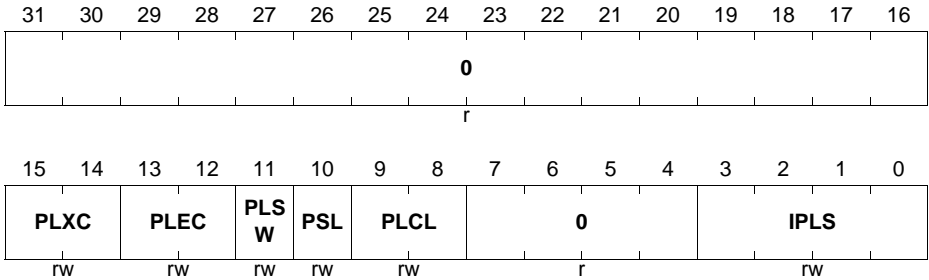 31 30 29 28 27 26 25 24 23 22 21 20 19 18 17 16
0
r
15 14 13 12 11 10 9 8 7 6 5 4 3 2 1 0
PLXC PLEC PLS W PSL PLCL 0 IPLS
rw rw rw rw rw r rw